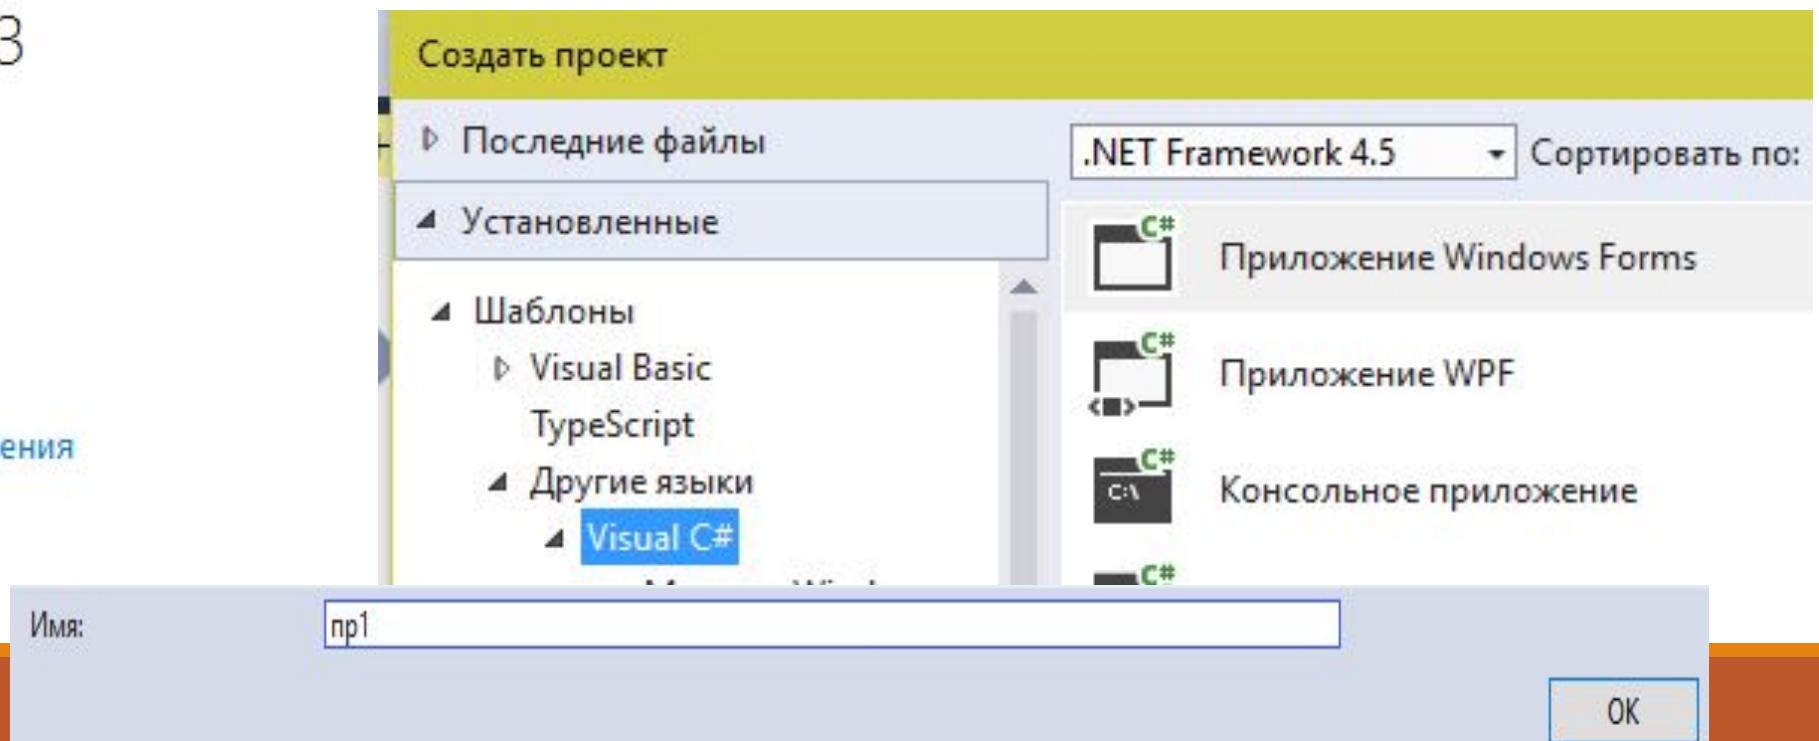 3
ения
Создать проект
Последние файлы
Установленные
Шаблоны
Visual Basic
TypeScript
Другие языки
Visual C#
.NET Framework 4.5 Сортировать по:
C#
Приложение Windows Forms
C#
Приложение WPF
C#
C:\
Консольное приложение
C#
Имя: пр1
OK